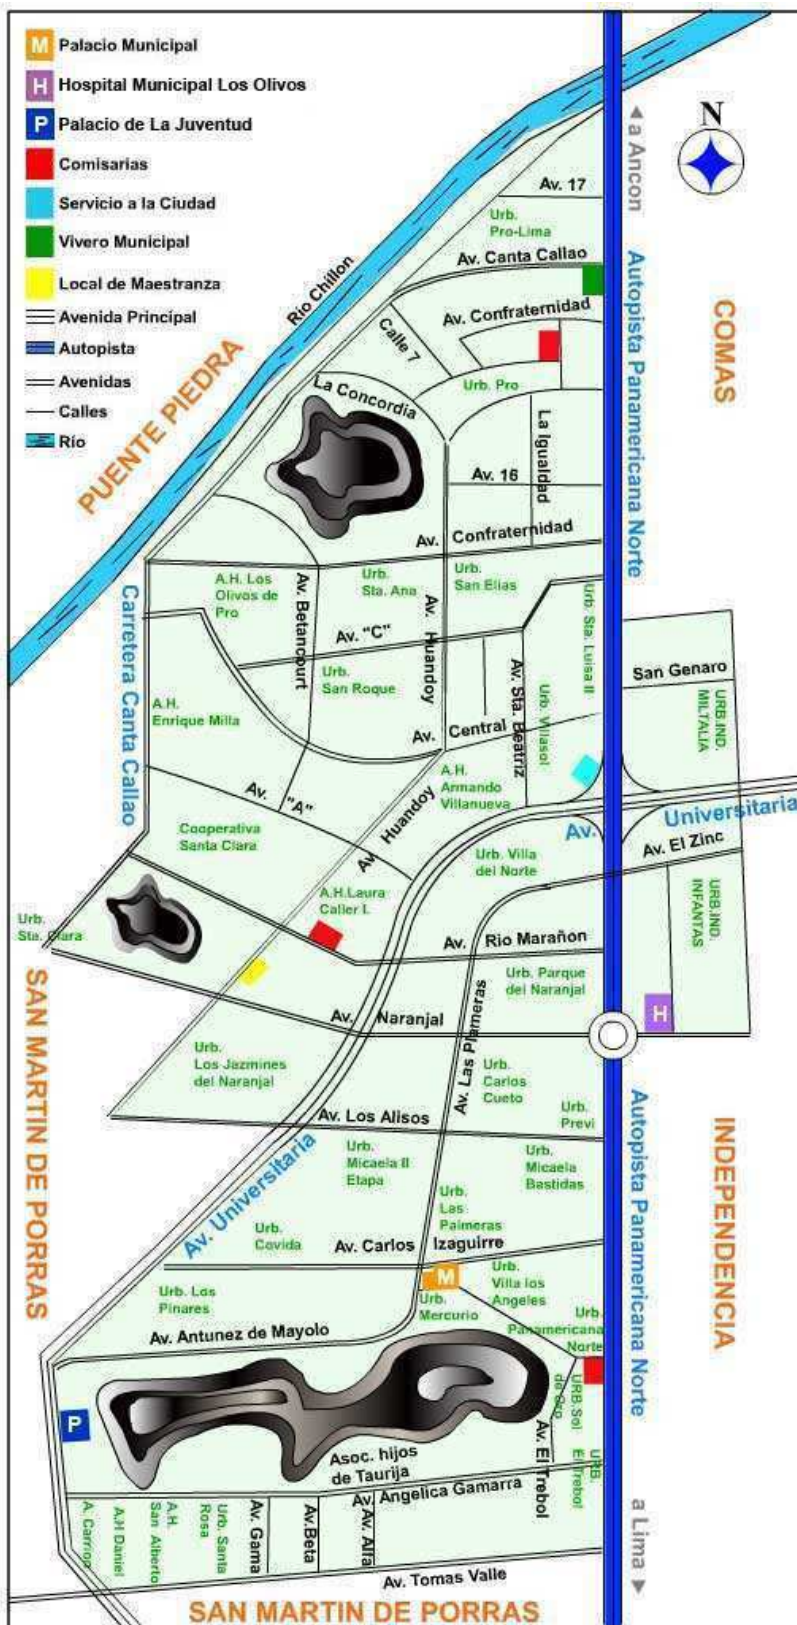 M Palacio Municipal
H Hospital Municipal Los Olivos
P Palacio de La Juventud
Comisarias
Servicio a la Ciudad
Vivero Municipal
Local de Maestranza
Avenida Principal
Autopista
Avenidas
Calles
Río
N
a Ancon
Av. 17
Urb.
Pro-Lima
Av. Canta Callao
Rio Chillon
Av. Confraternidad
Calle 7
Autopista Panamericana Norte
COMAS
PUENTE PIEDRA
La Concordia
Urb. Pro
La Igualdad
Av. 16
Av. Confraternidad
Carretera Canta Callao
A.H. Los
Olivos de
Pro
Av. Betancourt
Urb.
Sta. Ana
Av. Huandoy
Urb.
San Elias
Urb. Sta. Luisa II
Av. "C"
Urb.
San Roque
Av. Sta. Beatriz
Urb. Villasol
San Genaro
URB.IND.
MILTALIA
A.H.
Enrique Milla
Av. Central
A.H.
Armando
Villanueva
Av. "A"
Av. Huandoy
Av. Universitaria
Av. El Zinc
Cooperativa
Santa Clara
Urb. Villa
del Norte
A.H.Laura
Caller I.
URB.IND.
INFANTAS
Urb.
Sta. Clara
Av. Rio Marañon
Urb. Parque
del Naranjal
SAN MARTIN DE PORRAS
Av. Naranjal
Av. Las Plameras
H
Urb.
Los Jazmines
del Naranjal
Urb.
Carlos
Cueto
Av. Los Alisos
Urb.
Previ
Autopista Panamericana Norte
INDEPENDENCIA
Av. Universitaria
Urb.
Micaela II
Etapa
Urb.
Micaela
Bastidas
Urb.
Las
Palmeras
Urb.
Covida
Av. Carlos Izaguirre
M
Urb.
Villa los
Angeles
Urb. Los
Pinares
Urb.
Mercurio
Urb.
Panamericana
Norte
Av. Antunez de Mayolo
URB.Sol
de Oro
P
Av. El Trebol
URB.
El Trebol
Asoc. hijos
de Taurija
Av. Angelica Gamarra
a Lima
A.H Daniel
A. Carrion
A.H.
San Alberto
Urb. Santa
Rosa
Av. Gama
Av.Beta
Av. Alfa
Av. Tomas Valle
SAN MARTIN DE PORRAS